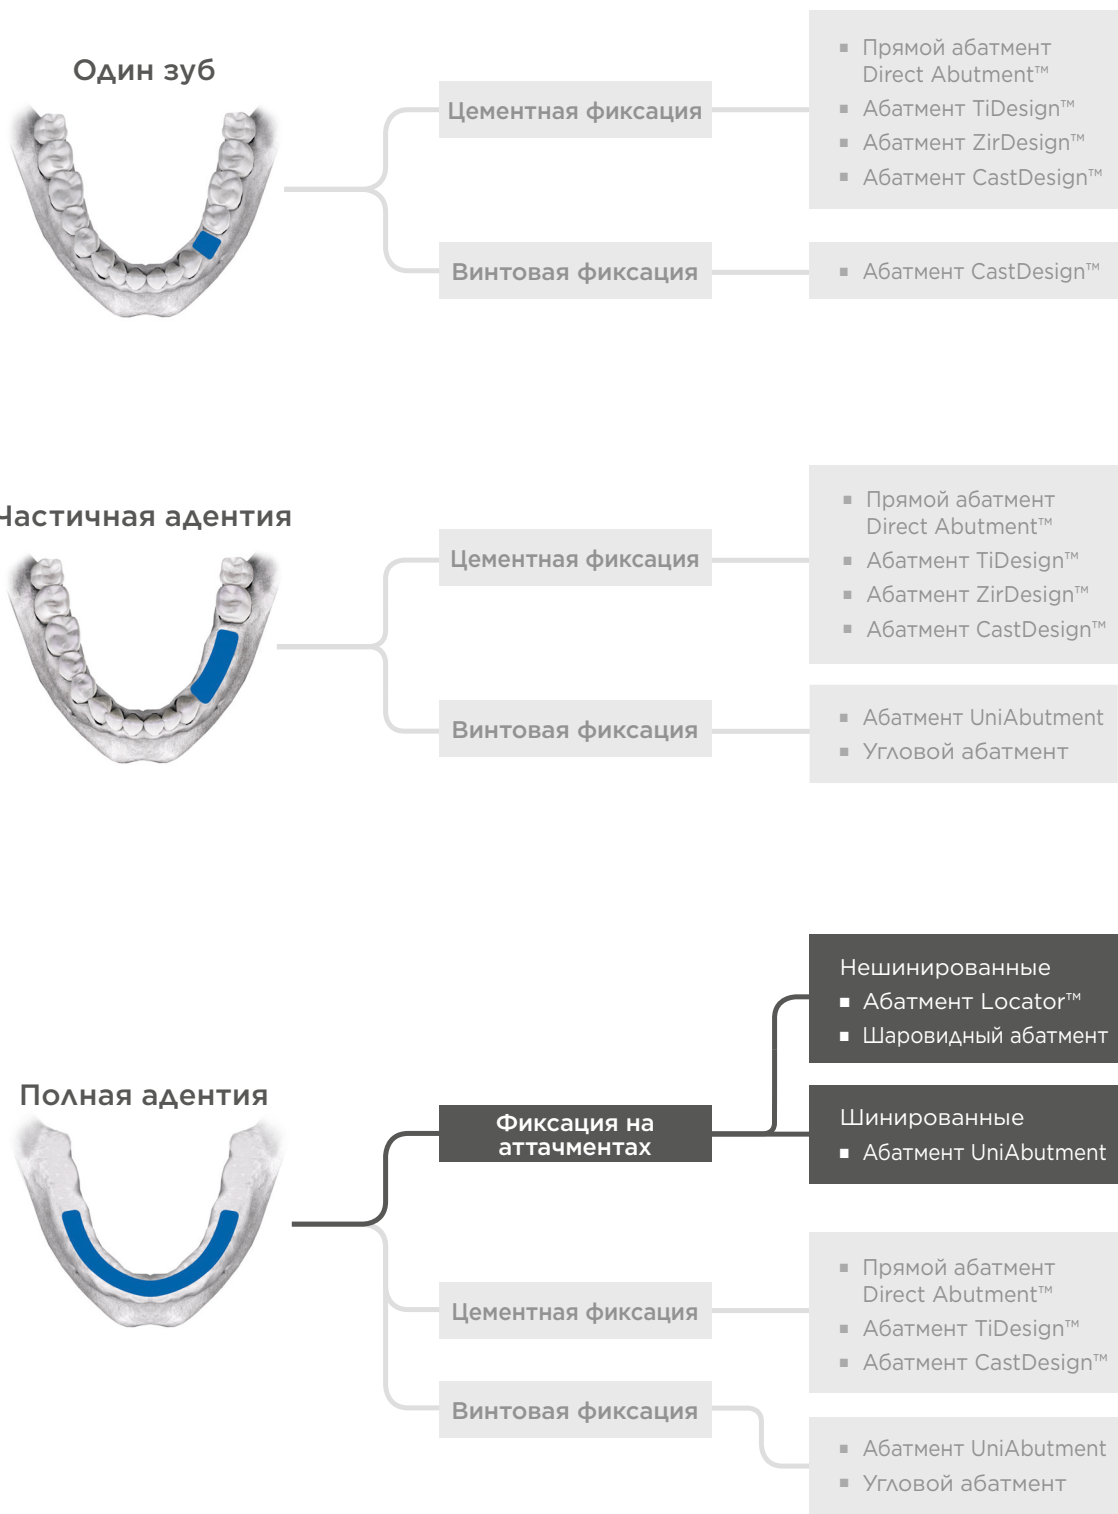 Один зуб
Цементная фиксация
▪ Прямой абатмент
Direct Abutment™
▪ Абатмент TiDesign™
▪ Абатмент ZirDesign™
▪ Абатмент CastDesign™
Винтовая фиксация
▪ Абатмент CastDesign™
Частичная адентия
Цементная фиксация
▪ Прямой абатмент
Direct Abutment™
▪ Абатмент TiDesign™
▪ Абатмент ZirDesign™
▪ Абатмент CastDesign™
Винтовая фиксация
▪ Абатмент UniAbutment
▪ Угловой абатмент
Полная адентия
Фиксация на
аттачментах
Нешинированные
▪ Абатмент Locator™
▪ Шаровидный абатмент
Шинированные
▪ Абатмент UniAbutment
Цементная фиксация
▪ Прямой абатмент
Direct Abutment™
▪ Абатмент TiDesign™
▪ Абатмент CastDesign™
Винтовая фиксация
▪ Абатмент UniAbutment
▪ Угловой абатмент